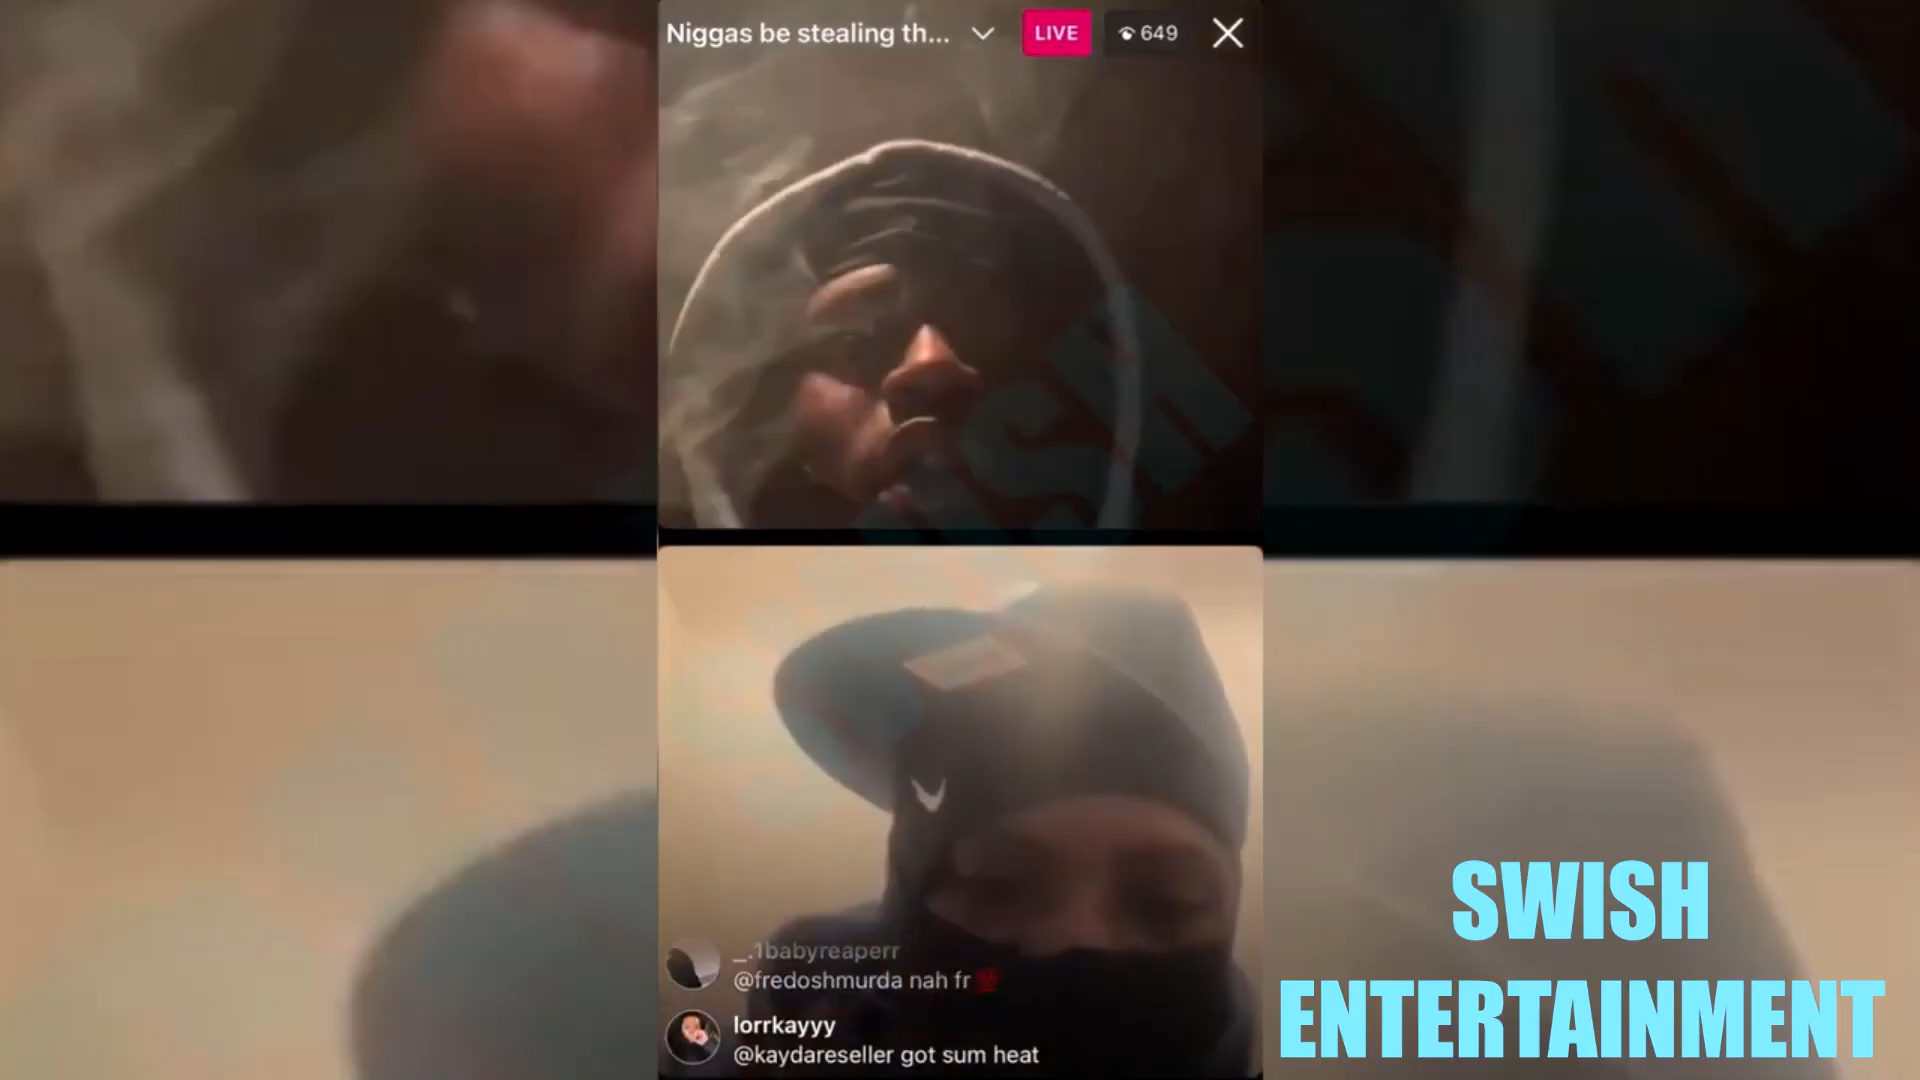 Niggas be stealing th...
LIVE
649
_.1babyreaperr
@fredoshmurda nah fr 💯
lorrkayyy
@kaydareseller got sum heat
SWISH
ENTERTAINMENT